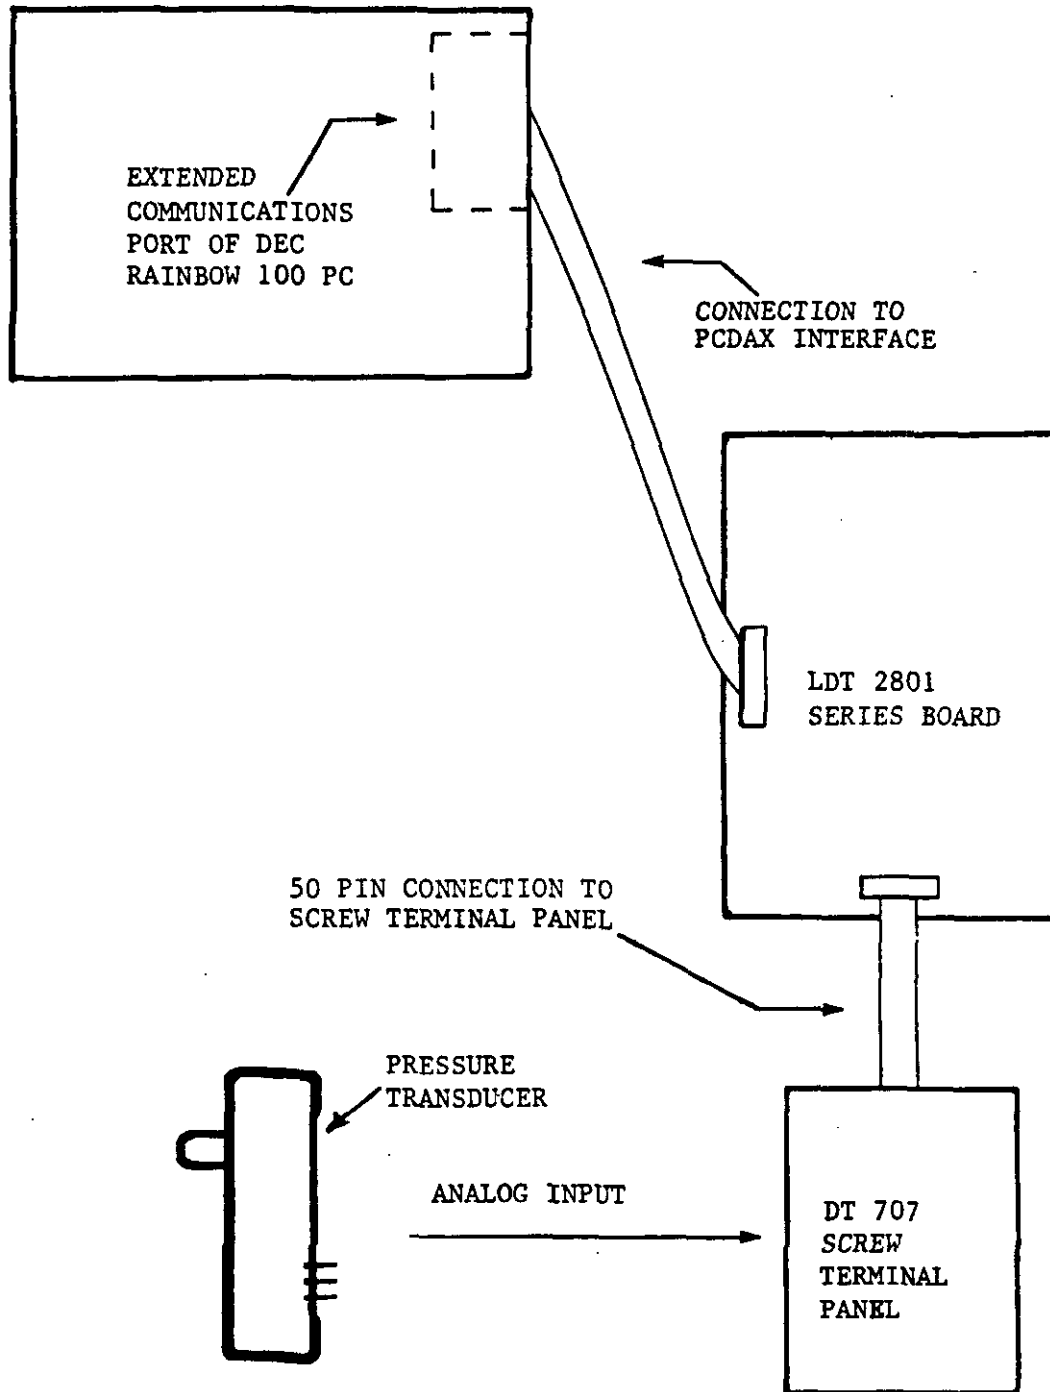 EXTENDED
COMMUNICATIONS
PORT OF DEC
RAINBOW 100 PC
CONNECTION TO
PCDAX INTERFACE
LDT 2801
SERIES BOARD
50 PIN CONNECTION TO
SCREW TERMINAL PANEL
PRESSURE
TRANSDUCER
ANALOG INPUT
DT 707
SCREW
TERMINAL
PANEL